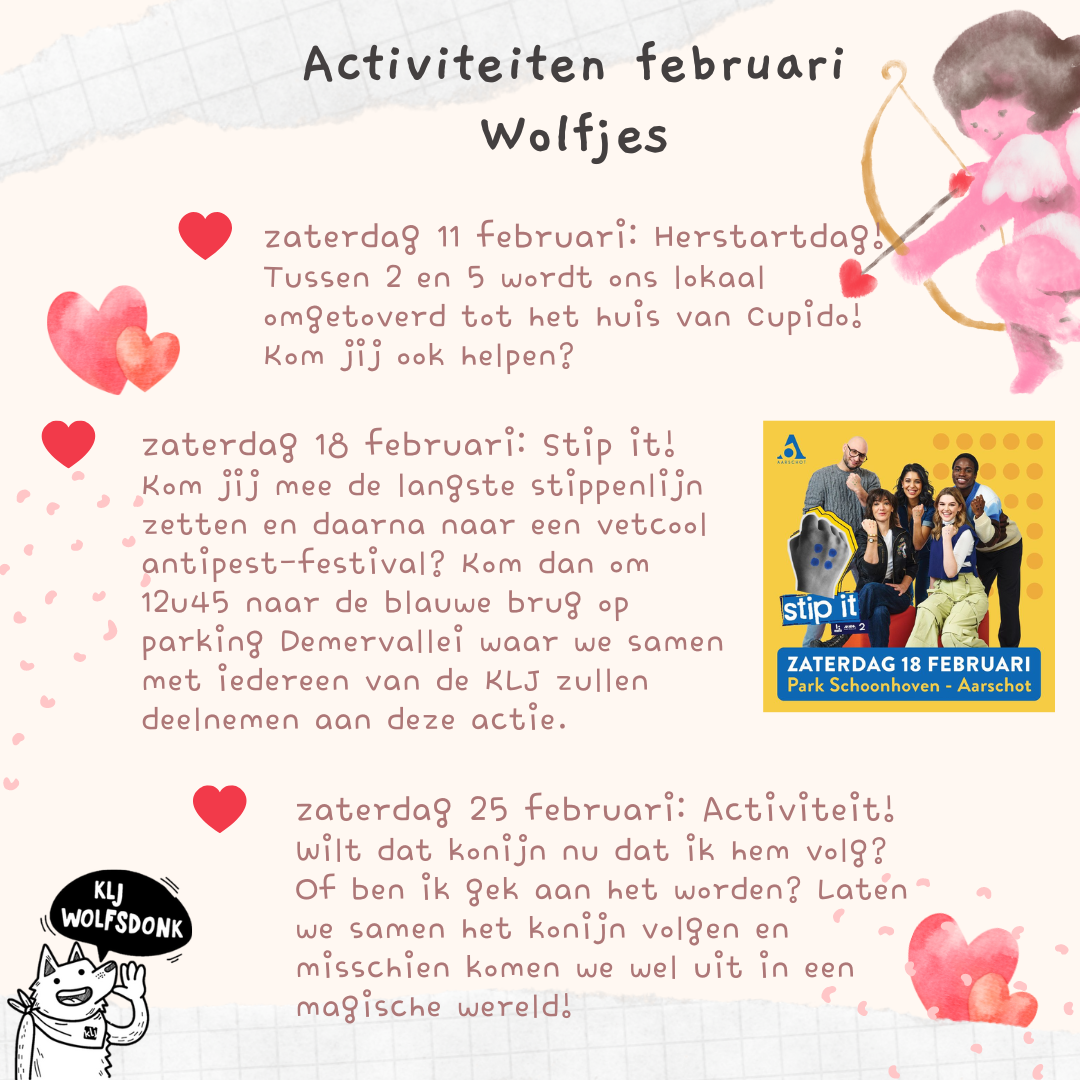 Activiteiten februari
Wolfjes
zaterdag 11 februari: Herstartdag!
Tussen 2 en 5 wordt ons lokaal
omgetoverd tot het huis van Cupido!
Kom jij ook helpen?
zaterdag 18 februari: Stip it!
Kom jij mee de langste stippenlijn
zetten en daarna naar een vetcool
antipest-festival? Kom dan om
12u45 naar de blauwe brug op
parking Demervallei waar we samen
met iedereen van de KLJ zullen
deelnemen aan deze actie.
AARSCHOT
stip it
ZATERDAG 18 FEBRUARI
Park Schoonhoven - Aarschot
zaterdag 25 februari: Activiteit!
Wilt dat konijn nu dat ik hem volg?
Of ben ik gek aan het worden? Laten
we samen het konijn volgen en
misschien komen we wel uit in een
magische wereld!
KLJ
WOLFSDONK
KLJ